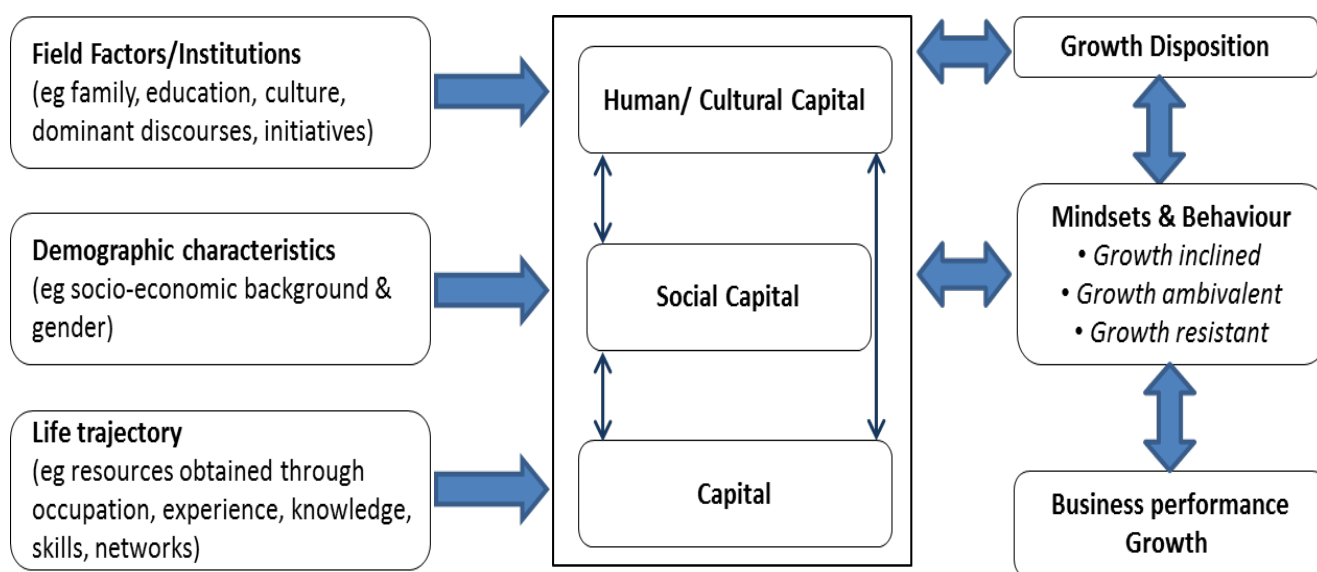 Field Factors/Institutions
(eg family, education, culture,
dominant discourses, initiatives)
Demographic characteristics
(eg socio-economic background &
gender)
Life trajectory
(eg resources obtained through
occupation, experience, knowledge,
skills, networks)
Human/ Cultural Capital
Social Capital
Capital
Growth Disposition
Mindsets & Behaviour
• Growth inclined
• Growth ambivalent
• Growth resistant
Business performance
Growth